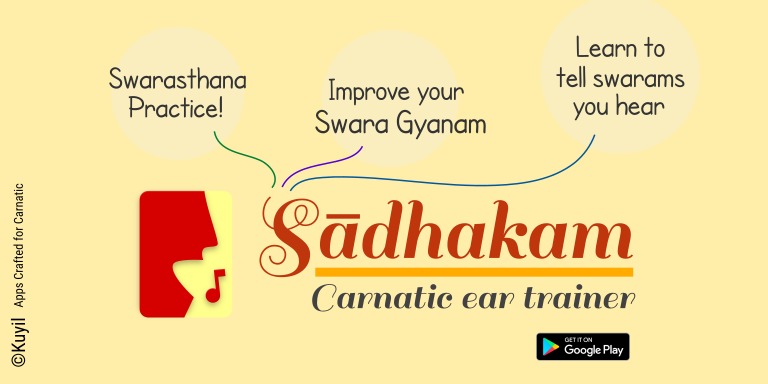 Swarasthana
Practice!
Improve your
Swara Gyanam
Learn to
tell swarams
you hear
Sādhakam
Carnatic ear trainer
GET IT ON
Google Play
©Kuyil Apps Crafted for Carnatic